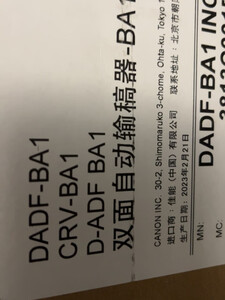 DADF-BA1
CRV-BA1
D-ADF BA1
双面自动输稿器-BA1
CANON INC. 30-2, Shimomaruko 3-chome, Ohta-ku, Tokyo
进口商：佳能（中国）有限公司 联系地址：北京市朝
生产日期：2023年2月21日
DADF-BA1 INC
MN:
MC: